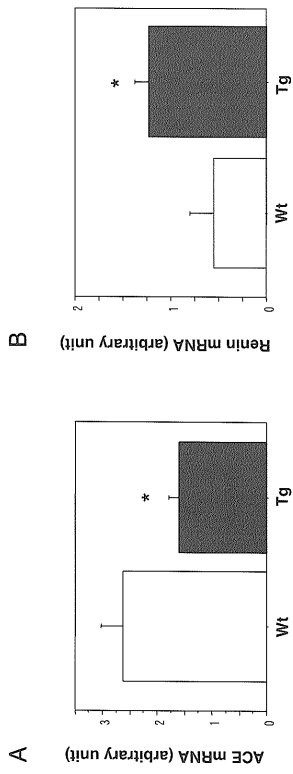 A
ACE mRNA (arbitrary unit)
3
2
1
0
*
Wt
Tg
B
Renin mRNA (arbitrary unit)
2
1
0
*
Wt
Tg